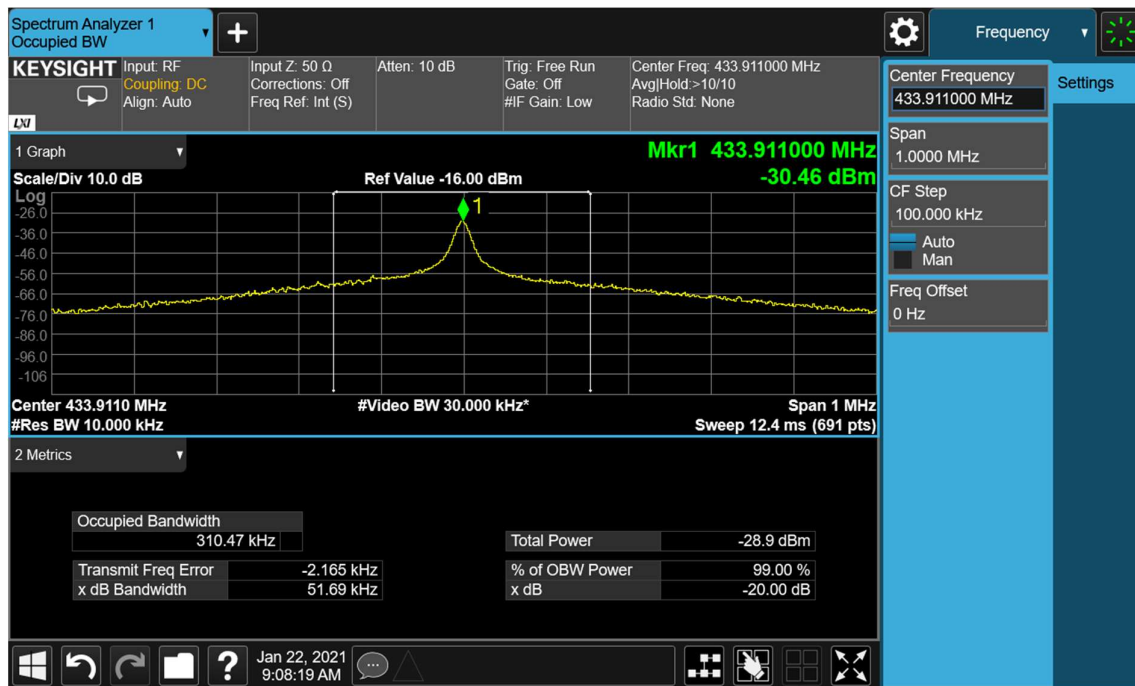 Spectrum Analyzer 1
Occupied BW
+
Frequency
KEYSIGHT
LXI
Input: RF
Coupling: DC
Align: Auto
Input Z: 50 Ω
Corrections: Off
Freq Ref: Int (S)
Atten: 10 dB
Trig: Free Run
Gate: Off
#IF Gain: Low
Center Freq: 433.911000 MHz
Avg|Hold:>10/10
Radio Std: None
Center Frequency
433.911000 MHz
Settings
Span
1.0000 MHz
CF Step
100.000 kHz
Auto
Man
Freq Offset
0 Hz
1 Graph
Mkr1 433.911000 MHz
-30.46 dBm
Scale/Div 10.0 dB
Ref Value -16.00 dBm
Log
1
-26.0
-36.0
-46.0
-56.0
-66.0
-76.0
-86.0
-96.0
-106
Center 433.9110 MHz
#Video BW 30.000 kHz*
Span 1 MHz
#Res BW 10.000 kHz
Sweep 12.4 ms (691 pts)
2 Metrics
Occupied Bandwidth
310.47 kHz
Total Power -28.9 dBm
Transmit Freq Error -2.165 kHz
% of OBW Power 99.00 %
x dB Bandwidth 51.69 kHz
x dB -20.00 dB
?
Jan 22, 2021
9:08:19 AM